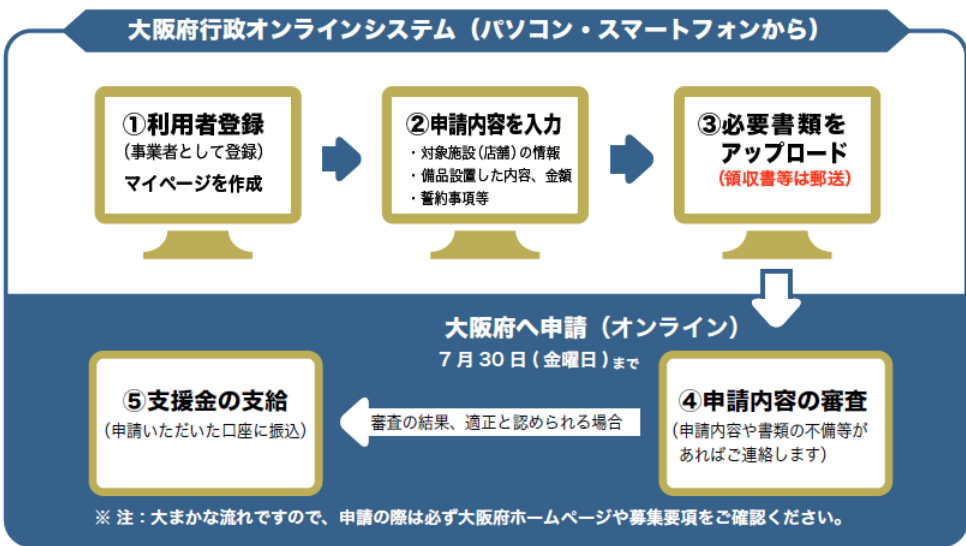 大阪府行政オンラインシステム（パソコン・スマートフォンから）
①利用者登録
（事業者として登録）
マイページを作成
②申請内容を入力
・対象施設（店舗）の情報
・備品設置した内容、金額
・誓約事項等
③必要書類を
アップロード
（領収書等は郵送）
大阪府へ申請（オンライン）
７月30日(金曜日)まで
④申請内容の審査
（申請内容や書類の不備等が
あればご連絡します）
審査の結果、適正と認められる場合
⑤支援金の支給
（申請いただいた口座に振込）
※ 注：大まかな流れですので、申請の際は必ず大阪府ホームページや募集要項をご確認ください。